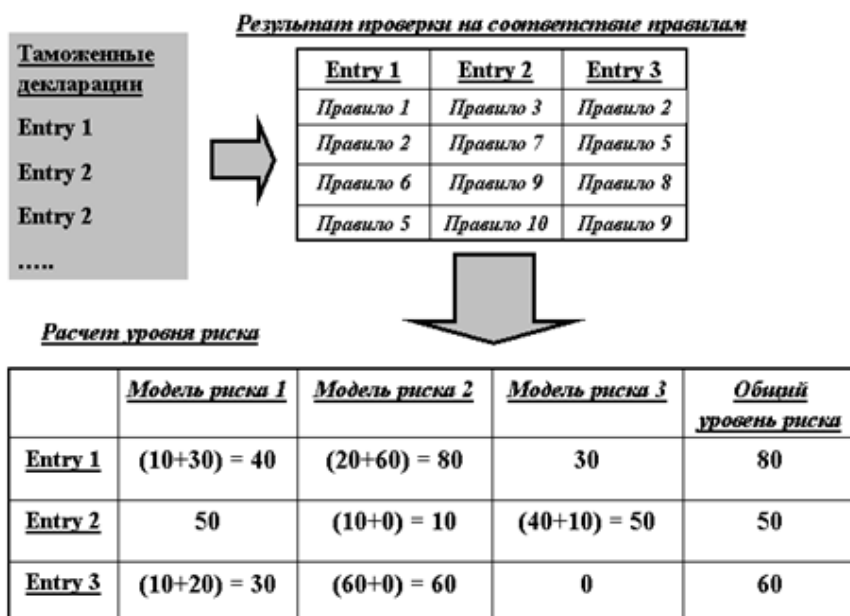 Результат проверки на соответствие правилам
Таможенные
декларации
Entry 1
Entry 2
Entry 2
.....
Entry 1 Entry 2 Entry 3
Правило 1 Правило 3 Правило 2
Правило 2 Правило 7 Правило 5
Правило 6 Правило 9 Правило 8
Правило 5 Правило 10 Правило 9
Расчет уровня риска
Модель риска 1 Модель риска 2 Модель риска 3 Общий
уровень риска
Entry 1 (10+30) = 40 (20+60) = 80 30 80
Entry 2 50 (10+0) = 10 (40+10) = 50 50
Entry 3 (10+20) = 30 (60+0) = 60 0 60